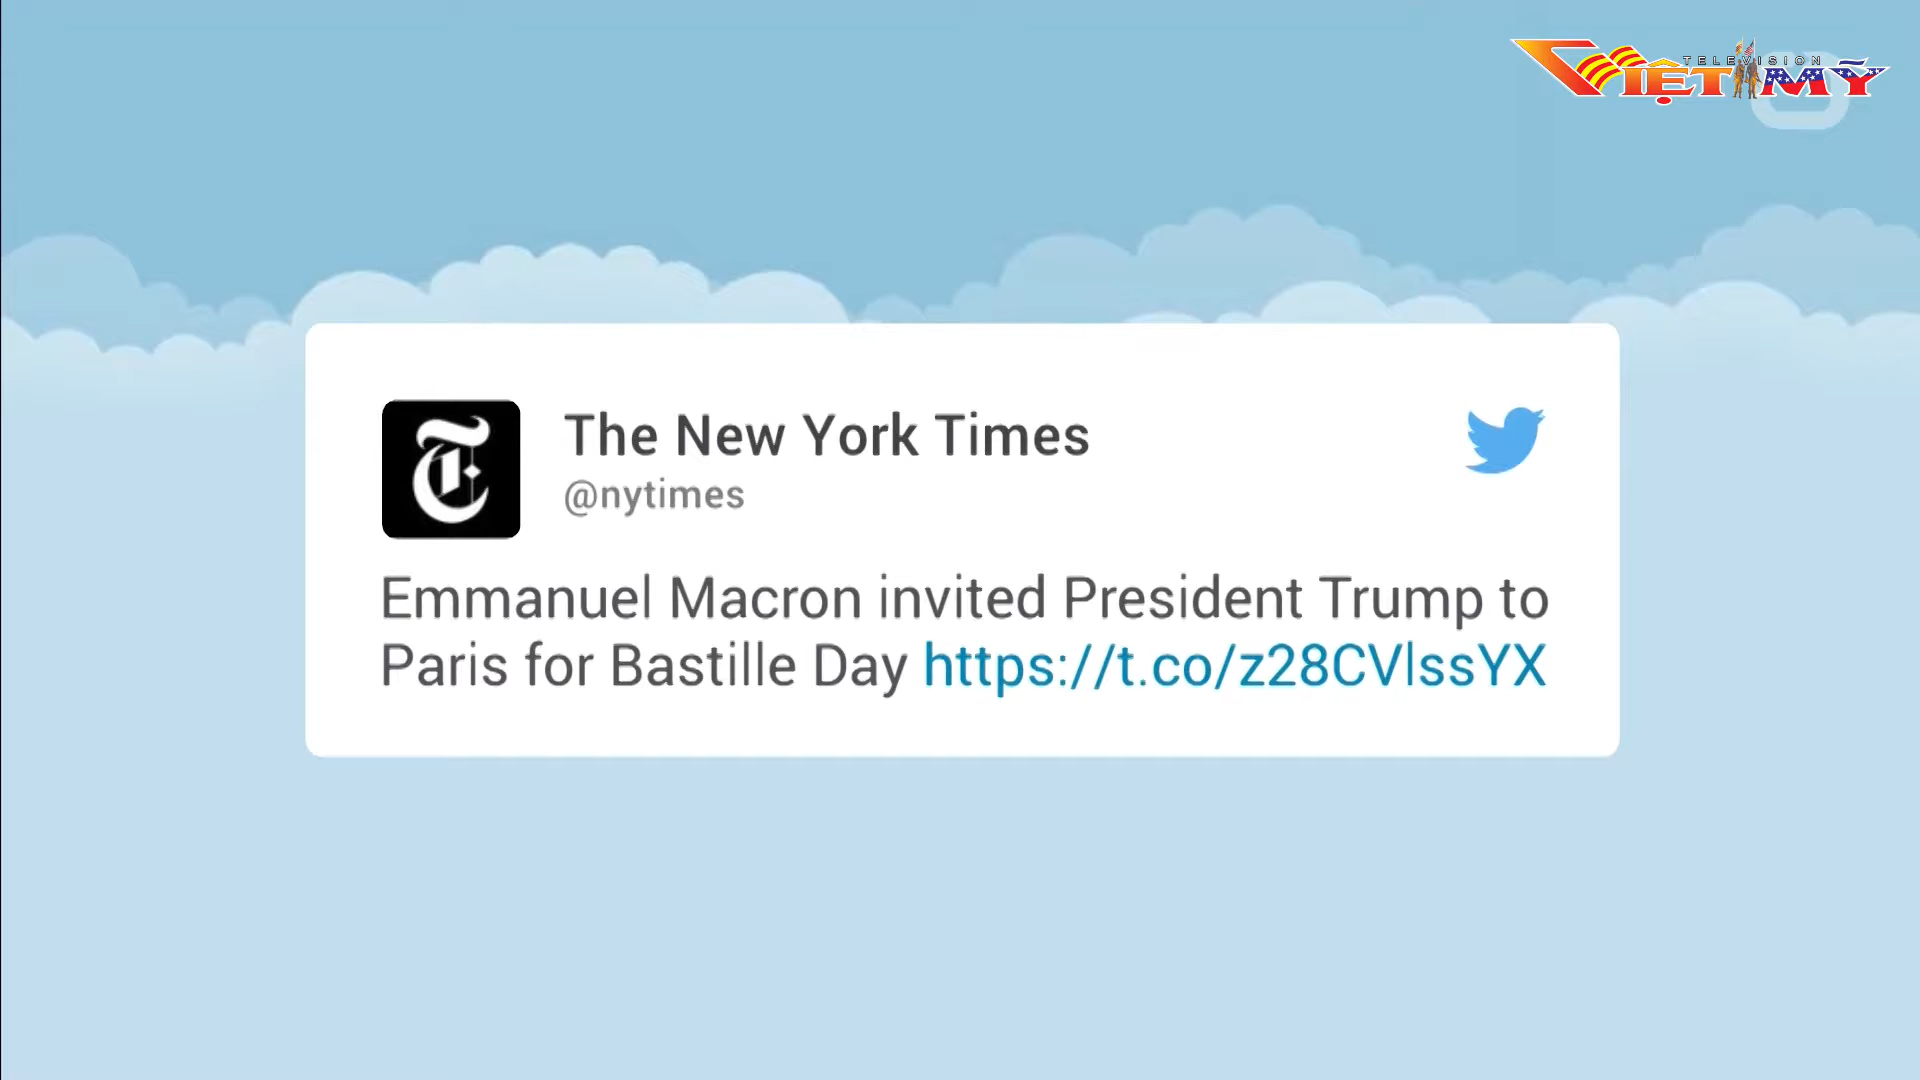 TELEVISION
VIỆT MỸ
The New York Times
@nytimes
Emmanuel Macron invited President Trump to
Paris for Bastille Day https://t.co/z28CVlssYX